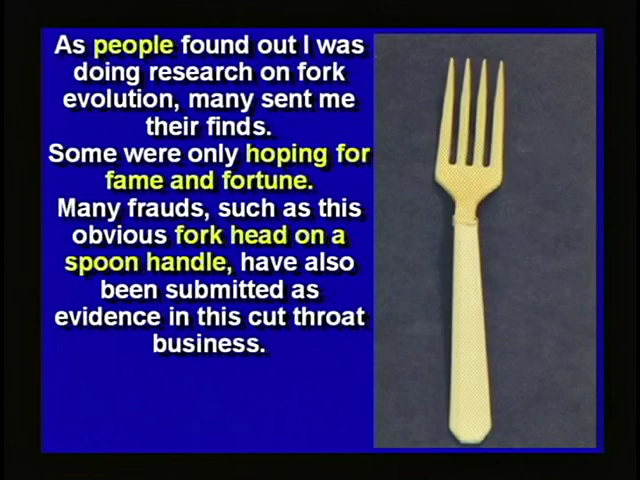 As people found out I was
doing research on fork
evolution, many sent me
their finds.
Some were only hoping for
fame and fortune.
Many frauds, such as this
obvious fork head on a
spoon handle, have also
been submitted as
evidence in this cut throat
business.